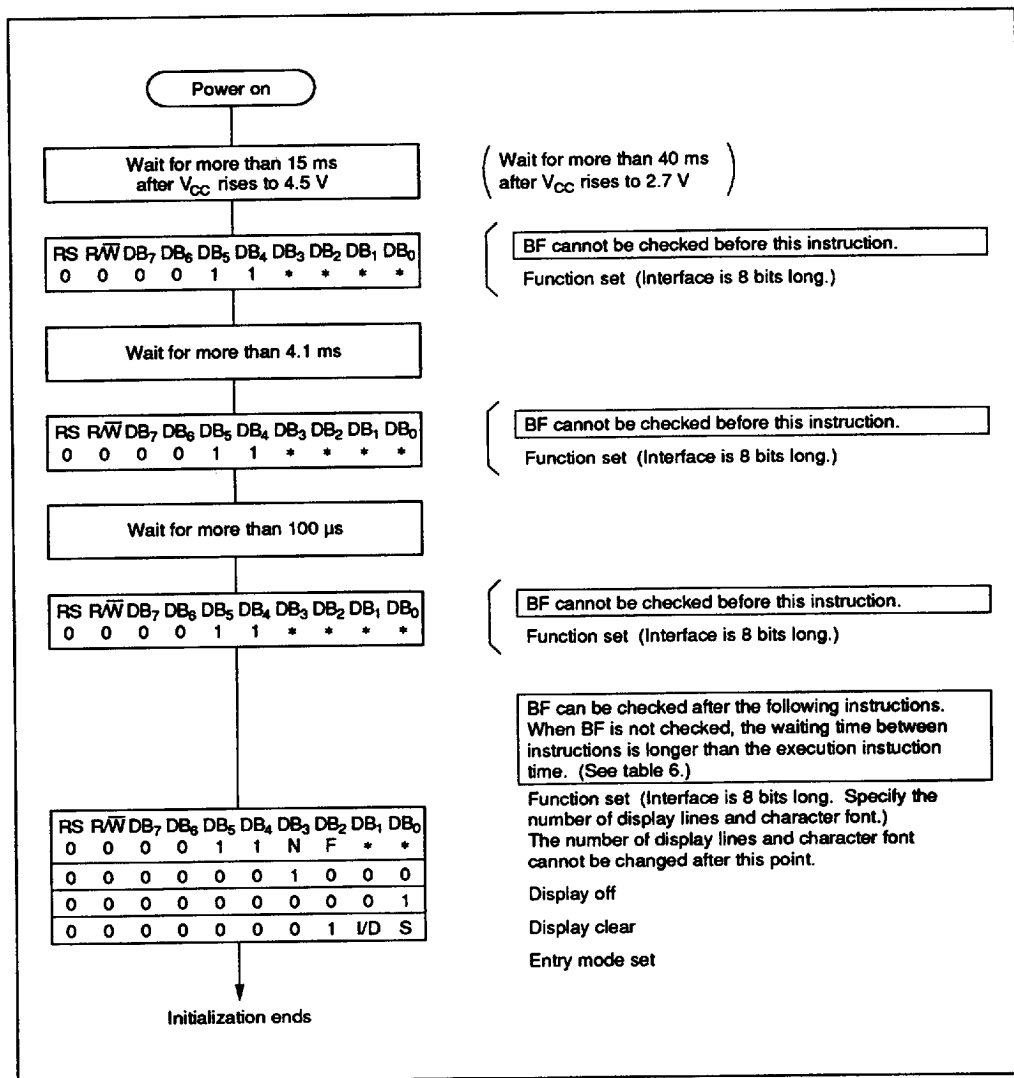 Power on
Wait for more than 15 ms
after VCC rises to 4.5 V
Wait for more than 40 ms
after VCC rises to 2.7 V
RS R/W DB7 DB6 DB5 DB4 DB3 DB2 DB1 DB0
0 0 0 0 1 1 * * * *
BF cannot be checked before this instruction.
Function set (Interface is 8 bits long.)
Wait for more than 4.1 ms
RS R/W DB7 DB6 DB5 DB4 DB3 DB2 DB1 DB0
0 0 0 0 1 1 * * * *
BF cannot be checked before this instruction.
Function set (Interface is 8 bits long.)
Wait for more than 100 µs
RS R/W DB7 DB6 DB5 DB4 DB3 DB2 DB1 DB0
0 0 0 0 1 1 * * * *
BF cannot be checked before this instruction.
Function set (Interface is 8 bits long.)
BF can be checked after the following instructions.
When BF is not checked, the waiting time between
instructions is longer than the execution instuction
time. (See table 6.)
RS R/W DB7 DB6 DB5 DB4 DB3 DB2 DB1 DB0
0 0 0 0 1 1 N F * *
0 0 0 0 0 0 1 0 0 0
0 0 0 0 0 0 0 0 0 1
0 0 0 0 0 0 0 1 I/D S
Function set (Interface is 8 bits long. Specify the
number of display lines and character font.)
The number of display lines and character font
cannot be changed after this point.
Display off
Display clear
Entry mode set
Initialization ends